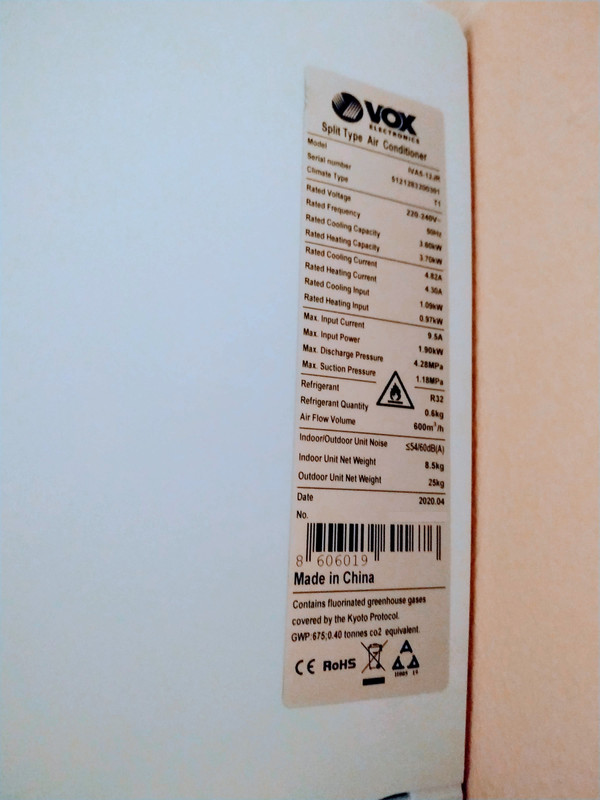 VOX
ELECTRONICS
Split Type Air Conditioner
Model IVA5-12JR
Serial number
Climate Type T1
Rated Voltage 220-240V~
Rated Frequency 50Hz
Rated Cooling Capacity
Rated Heating Capacity 3.70kW
Rated Cooling Current 4.82A
Rated Heating Current 4.30A
Rated Cooling Input 1.09kW
Rated Heating Input 0.97kW
Max. Input Current 9.5A
Max. Input Power 1.90kW
Max. Discharge Pressure 4.28MPa
Max. Suction Pressure 1.18MPa
Refrigerant R32
Refrigerant Quantity 0.6kg
Air Flow Volume 600m³/h
Indoor/Outdoor Unit Noise ≤54/60dB(A)
Indoor Unit Net Weight 8.5kg
Outdoor Unit Net Weight 25kg
Date 2020.04
No.
8 606019
Made in China
Contains fluorinated greenhouse gases
covered by the Kyoto Protocol.
GWP:675;0.40 tonnes co2 equivalent.
CE RoHS